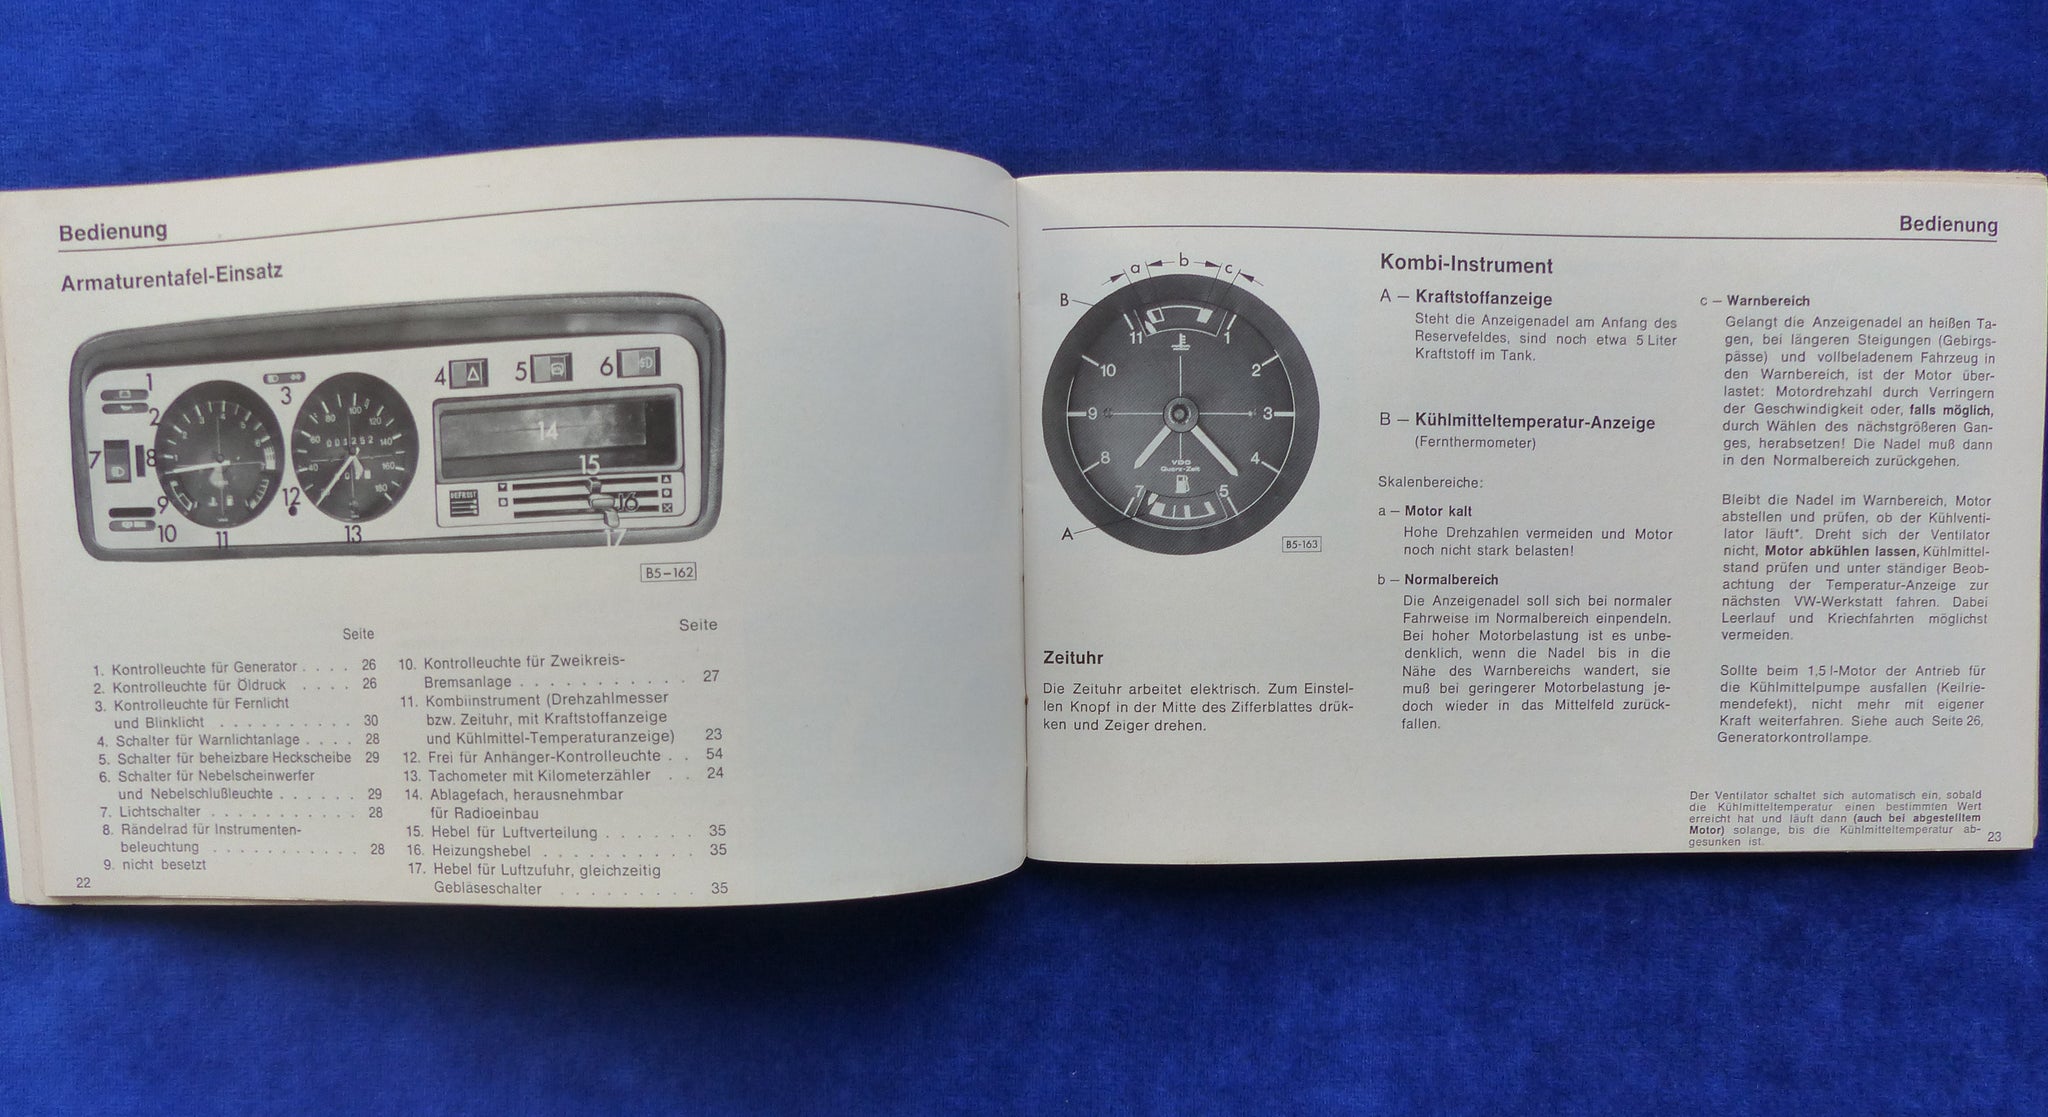 Bedienung
Armaturentafel-Einsatz
1
2
3
4
5
6
7
8
9
10
11
12
13
14
15
16
17
DEFROST
B5–162
Seite
1. Kontrolleuchte für Generator . . . . 26
2. Kontrolleuchte für Öldruck . . . . 26
3. Kontrolleuchte für Fernlicht
und Blinklicht . . . . . . . . . . 30
4. Schalter für Warnlichtanlage . . . . 28
5. Schalter für beheizbare Heckscheibe 29
6. Schalter für Nebelscheinwerfer
und Nebelschlußleuchte . . . . . . 29
7. Lichtschalter . . . . . . . . . . . 28
8. Rändelrad für Instrumenten-
beleuchtung . . . . . . . . . . . 28
9. nicht besetzt
Seite
10. Kontrolleuchte für Zweikreis-
Bremsanlage . . . . . . . . . . . 27
11. Kombiinstrument (Drehzahlmesser
bzw. Zeituhr, mit Kraftstoffanzeige
und Kühlmittel-Temperaturanzeige) 23
12. Frei für Anhänger-Kontrolleuchte . . 54
13. Tachometer mit Kilometerzähler . . 24
14. Ablagefach, herausnehmbar
für Radioeinbau
15. Hebel für Luftverteilung . . . . . . 35
16. Heizungshebel . . . . . . . . . . 35
17. Hebel für Luftzufuhr, gleichzeitig
Gebläseschalter . . . . . . . . . 35
22
Bedienung
a b c
B
11 1
10 2
9 3
8 4
VDO
Quarz-Zeit
7 5
A
B5-163
Zeituhr
Die Zeituhr arbeitet elektrisch. Zum Einstel-
len Knopf in der Mitte des Zifferblattes drük-
ken und Zeiger drehen.
Kombi-Instrument
A – Kraftstoffanzeige
Steht die Anzeigenadel am Anfang des
Reservefeldes, sind noch etwa 5 Liter
Kraftstoff im Tank.
B – Kühlmitteltemperatur-Anzeige
(Fernthermometer)
Skalenbereiche:
a – Motor kalt
Hohe Drehzahlen vermeiden und Motor
noch nicht stark belasten!
b – Normalbereich
Die Anzeigenadel soll sich bei normaler
Fahrweise im Normalbereich einpendeln.
Bei hoher Motorbelastung ist es unbe-
denklich, wenn die Nadel bis in die
Nähe des Warnbereichs wandert, sie
muß bei geringerer Motorbelastung je-
doch wieder in das Mittelfeld zurück-
fallen.
c – Warnbereich
Gelangt die Anzeigenadel an heißen Ta-
gen, bei längeren Steigungen (Gebirgs-
pässe) und vollbeladenem Fahrzeug in
den Warnbereich, ist der Motor über-
lastet: Motordrehzahl durch Verringern
der Geschwindigkeit oder, falls möglich,
durch Wählen des nächstgrößeren Gan-
ges, herabsetzen! Die Nadel muß dann
in den Normalbereich zurückgehen.
Bleibt die Nadel im Warnbereich, Motor
abstellen und prüfen, ob der Kühlventi-
lator läuft*. Dreht sich der Ventilator
nicht, Motor abkühlen lassen, Kühlmittel-
stand prüfen und unter ständiger Beob-
achtung der Temperatur-Anzeige zur
nächsten VW-Werkstatt fahren. Dabei
Leerlauf und Kriechfahrten möglichst
vermeiden.
Sollte beim 1,5 l-Motor der Antrieb für
die Kühlmittelpumpe ausfallen (Keilrie-
mendefekt), nicht mehr mit eigener
Kraft weiterfahren. Siehe auch Seite 26,
Generatorkontrollampe.
Der Ventilator schaltet sich automatisch ein, sobald
die Kühlmitteltemperatur einen bestimmten Wert
erreicht hat und läuft dann (auch bei abgestelltem
Motor) solange, bis die Kühlmitteltemperatur ab-
gesunken ist.
23